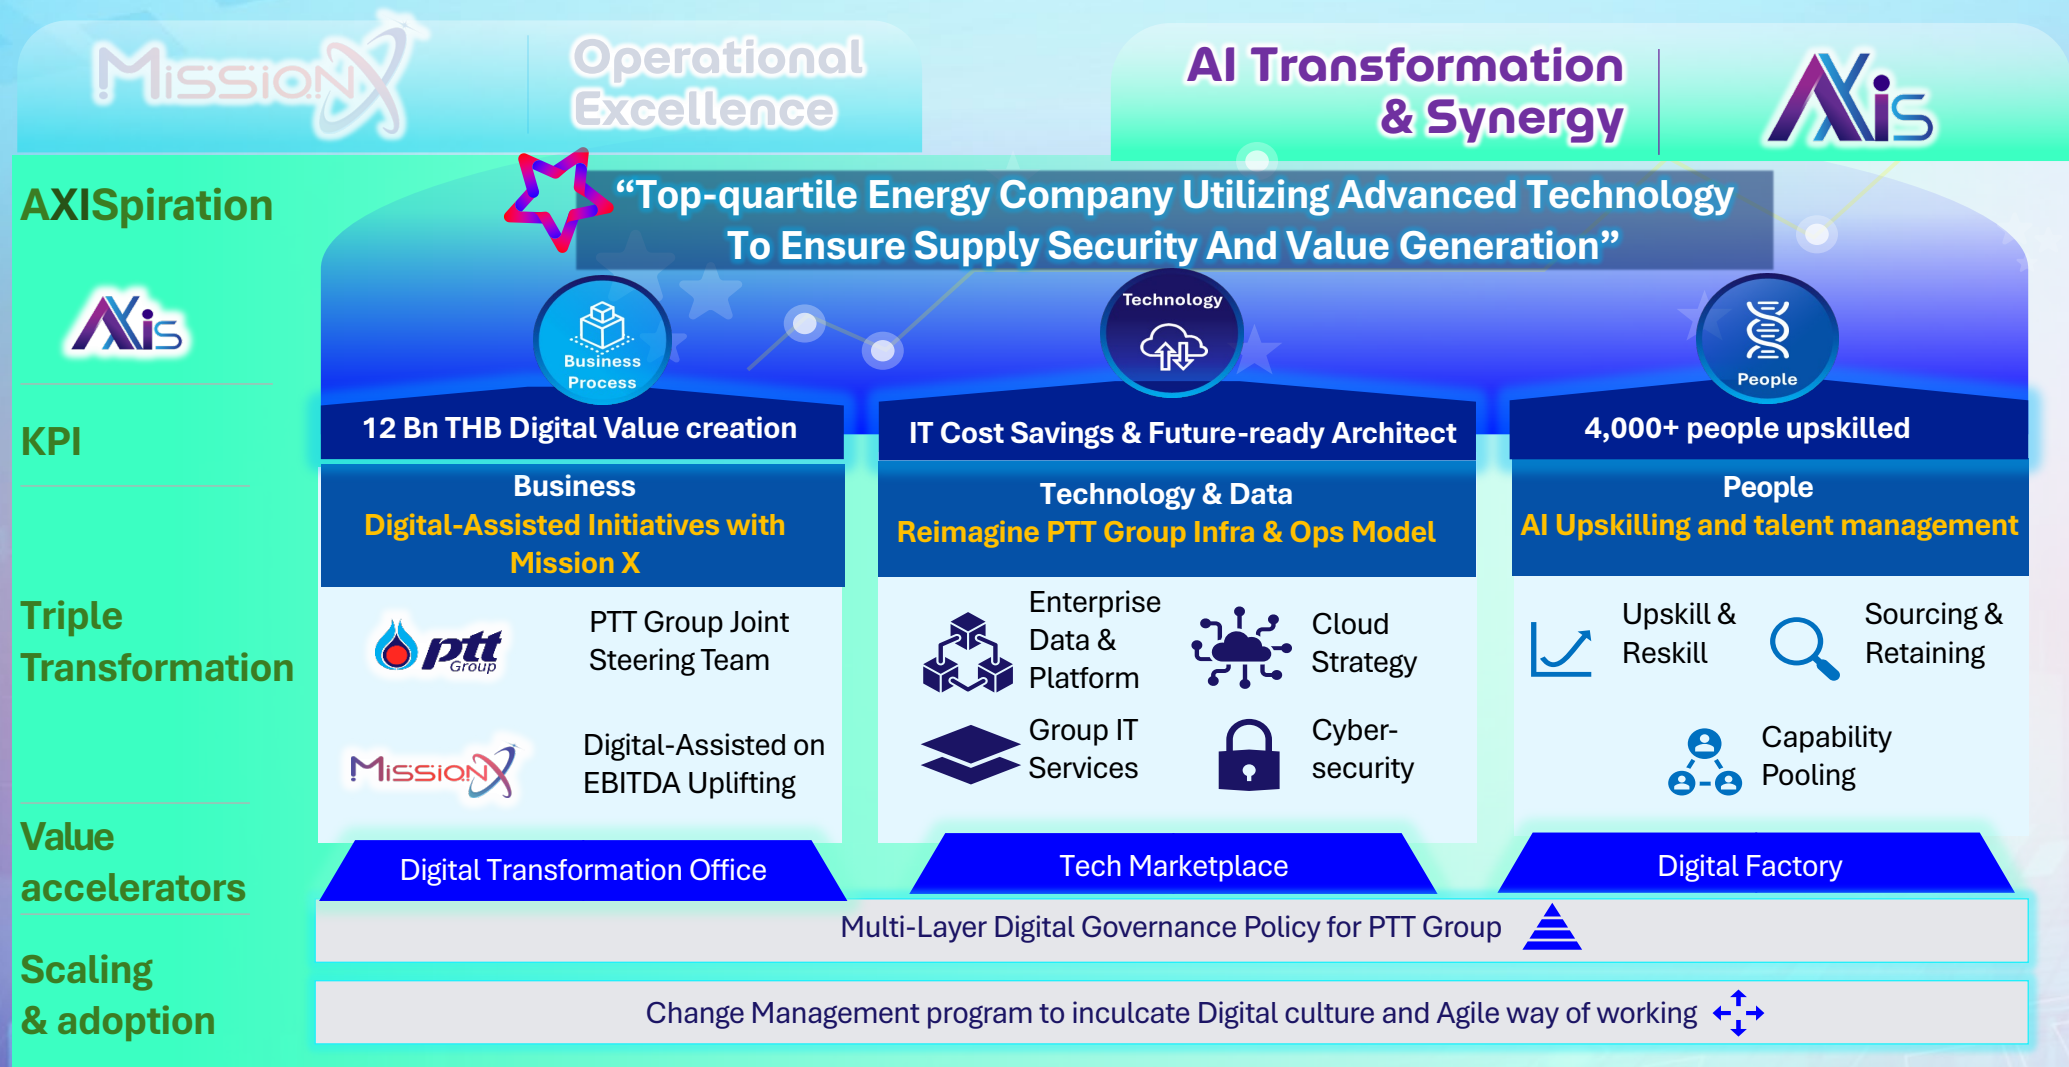 MissionX
Operational
Excellence
AI Transformation
& Synergy
AXis
AXISpiration
“Top-quartile Energy Company Utilizing Advanced Technology
To Ensure Supply Security And Value Generation”
AXis
Business
Process
Technology
People
KPI
12 Bn THB Digital Value creation
IT Cost Savings & Future-ready Architect
4,000+ people upskilled
Triple
Transformation
Business
Digital-Assisted Initiatives with
Mission X
ptt
Group
PTT Group Joint
Steering Team
MissionX
Digital-Assisted on
EBITDA Uplifting
Technology & Data
Reimagine PTT Group Infra & Ops Model
Enterprise
Data &
Platform
Cloud
Strategy
Group IT
Services
Cyber-
security
People
AI Upskilling and talent management
Upskill &
Reskill
Sourcing &
Retaining
Capability
Pooling
Value
accelerators
Digital Transformation Office
Tech Marketplace
Digital Factory
Scaling
& adoption
Multi-Layer Digital Governance Policy for PTT Group
Change Management program to inculcate Digital culture and Agile way of working